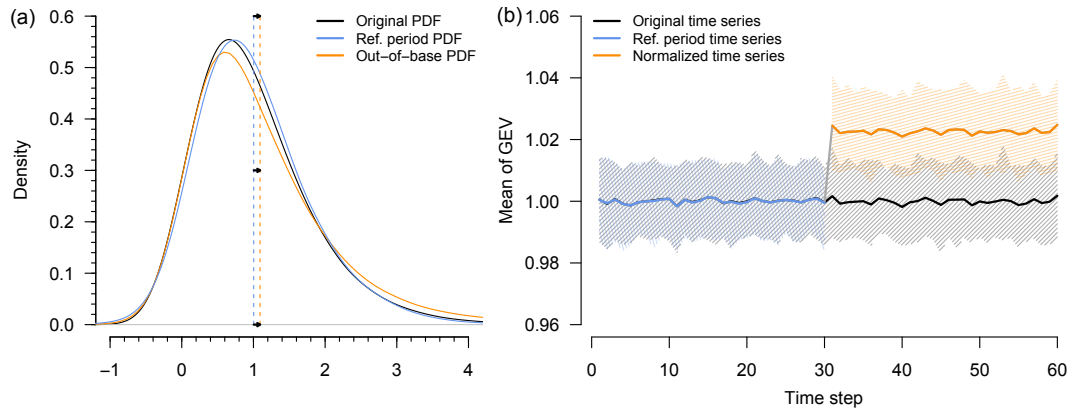 (a)
Original PDF
Ref. period PDF
Out−of−base PDF
Density
0.6
0.5
0.4
0.3
0.2
0.1
0.0
−1 0 1 2 3 4
(b)
Original time series
Ref. period time series
Normalized time series
Mean of GEV
1.06
1.04
1.02
1.00
0.98
0.96
0 10 20 30 40 50 60
Time step